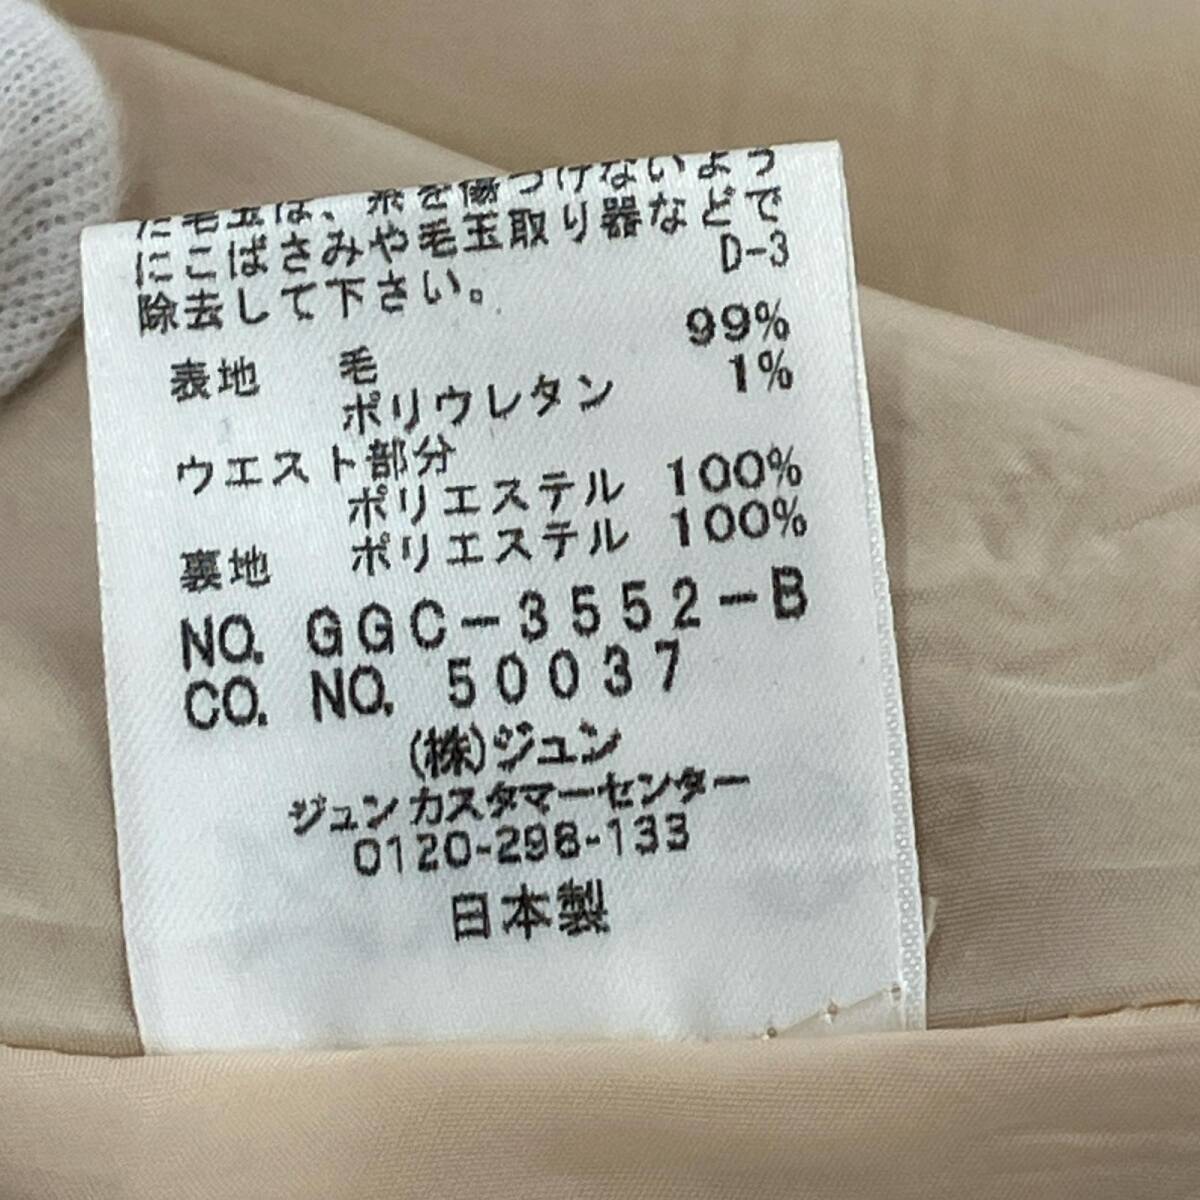 た毛玉は、糸を傷つけないよう
にこばさみや毛玉取り器などで
除去して下さい。 D-3
表地 毛 99%
ポリウレタン 1%
ウエスト部分
ポリエステル 100%
裏地 ポリエステル 100%
NO. GGC-3552-B
CO. NO. 50037
(株)ジュン
ジュンカスタマーセンター
0120-298-133
日本製